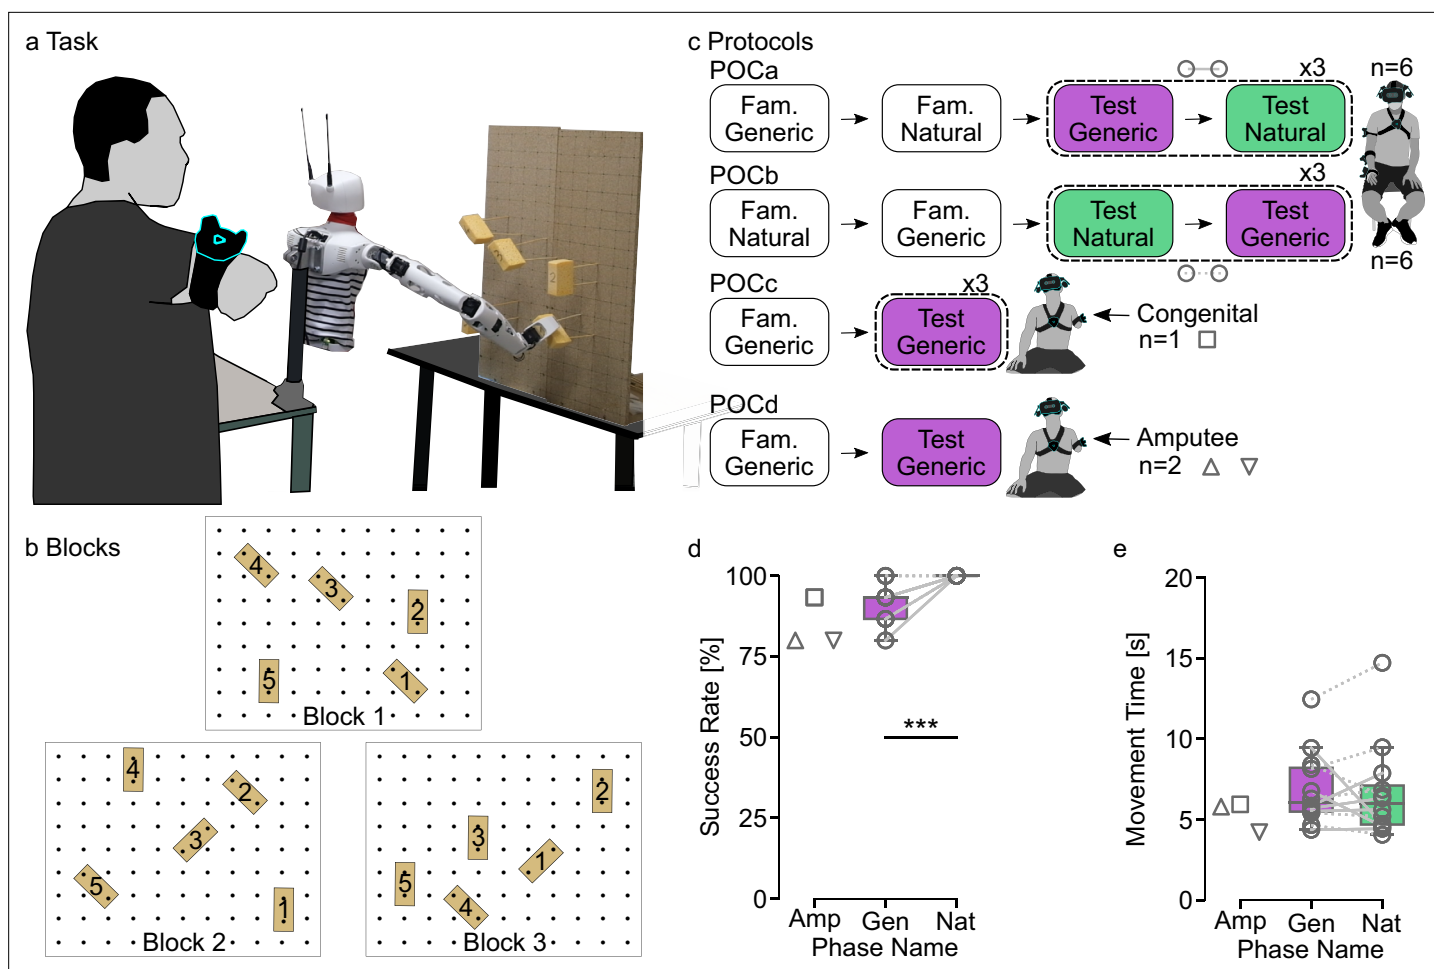 a Task
c Protocols
POCa
x3
n=6
Fam. Generic
Fam. Natural
Test Generic
Test Natural
POCb
x3
Fam. Natural
Fam. Generic
Test Natural
Test Generic
n=6
POCc
x3
Fam. Generic
Test Generic
Congenital
n=1
POCd
Fam. Generic
Test Generic
Amputee
n=2
b Blocks
4
3
2
5
1
Block 1
4
2
3
5
1
Block 2
2
3
1
5
4
Block 3
d
100
75
50
25
0
Success Rate [%]
***
Amp Gen Nat
Phase Name
e
20
15
10
5
0
Movement Time [s]
Amp Gen Nat
Phase Name